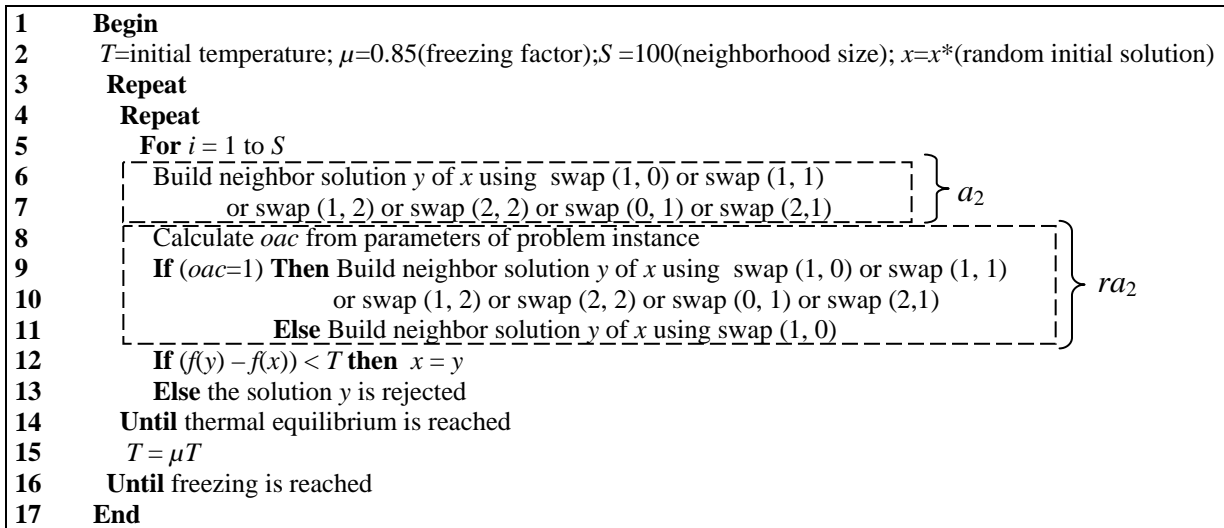 1 Begin
2 T=initial temperature; μ=0.85(freezing factor);S =100(neighborhood size); x=x*(random initial solution)
3 Repeat
4 Repeat
5 For i = 1 to S
6 Build neighbor solution y of x using swap (1, 0) or swap (1, 1)
7 or swap (1, 2) or swap (2, 2) or swap (0, 1) or swap (2,1)
a2
8 Calculate oac from parameters of problem instance
9 If (oac=1) Then Build neighbor solution y of x using swap (1, 0) or swap (1, 1)
10 or swap (1, 2) or swap (2, 2) or swap (0, 1) or swap (2,1)
ra2
11 Else Build neighbor solution y of x using swap (1, 0)
12 If (f(y) – f(x)) < T then x = y
13 Else the solution y is rejected
14 Until thermal equilibrium is reached
15 T = μT
16 Until freezing is reached
17 End